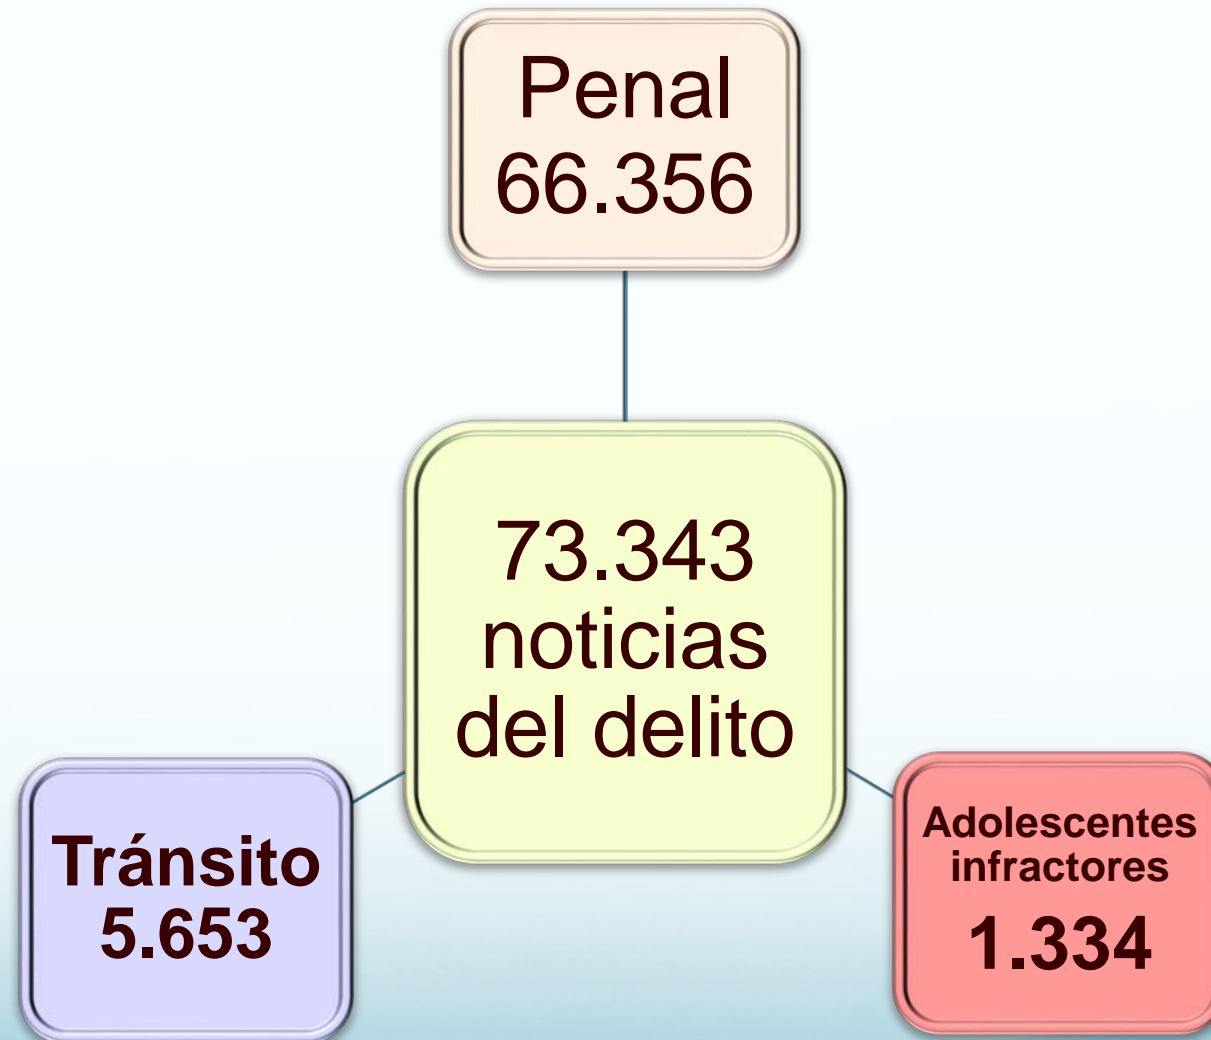 Penal
66.356
73.343
noticias
del delito
Tránsito
5.653
Adolescentes
infractores
1.334